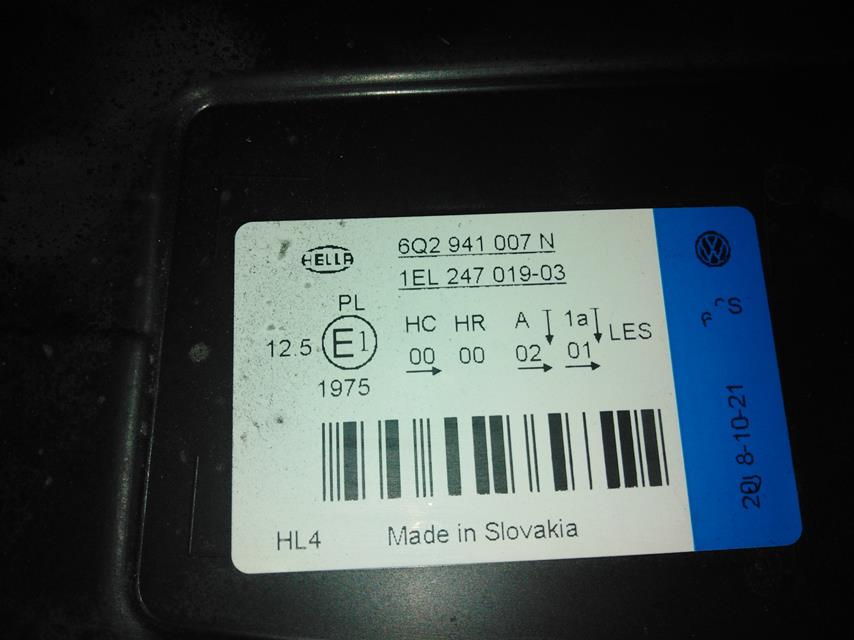 HELLA
6Q2 941 007 N
1EL 247 019-03
PL
12.5 E1
1975
HC HR A 1a
00 00 02 01 LES
HL4
Made in Slovakia
8-10-21